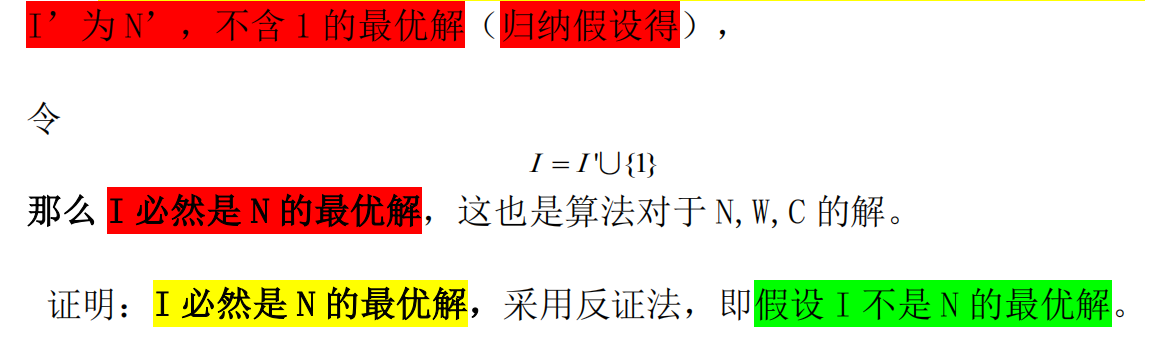 I’为N’，不含1的最优解（归纳假设得），
令
I = I'∪{1}
那么 I 必然是 N 的最优解，这也是算法对于 N,W,C 的解。
证明：I 必然是 N 的最优解，采用反证法，即假设 I 不是 N 的最优解。